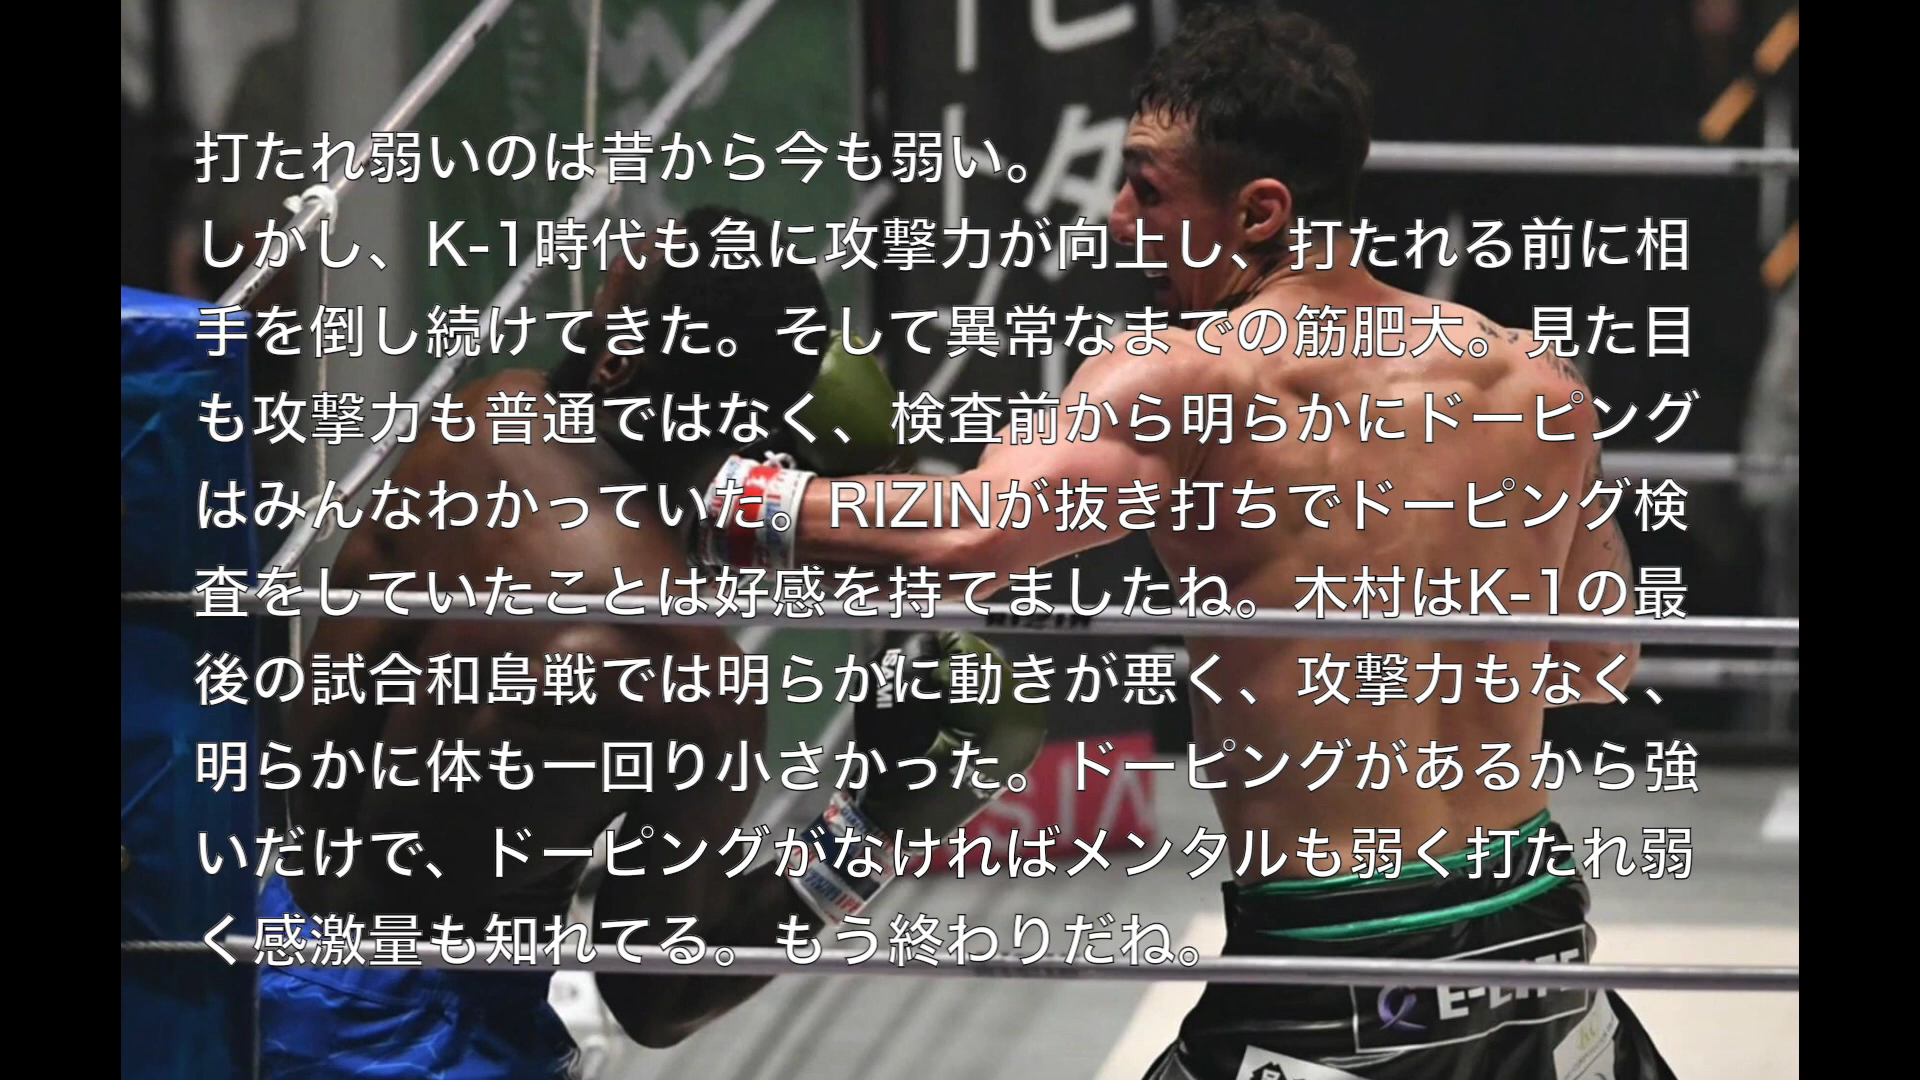 打たれ弱いのは昔から今も弱い。
しかし、K-1時代も急に攻撃力が向上し、打たれる前に相
手を倒し続けてきた。そして異常なまでの筋肥大。見た目
も攻撃力も普通ではなく、検査前から明らかにドーピング
はみんなわかっていた。RIZINが抜き打ちでドーピング検
査をしていたことは好感を持てましたね。木村はK-1の最
後の試合和島戦では明らかに動きが悪く、攻撃力もなく、
明らかに体も一回り小さかった。ドーピングがあるから強
いだけで、ドーピングがなければメンタルも弱く打たれ弱
く感激量も知れてる。もう終わりだね。
RIZIN
ISAMI
SIA
E-LITE